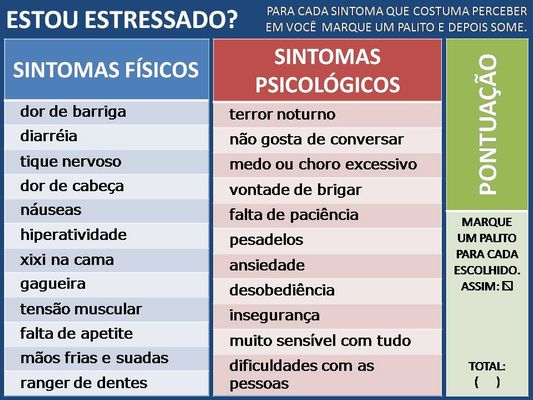 ESTOU ESTRESSADO?
PARA CADA SINTOMA QUE COSTUMA PERCEBER
EM VOCÊ MARQUE UM PALITO E DEPOIS SOME.
SINTOMAS FÍSICOS
dor de barriga
diarréia
tique nervoso
dor de cabeça
náuseas
hiperatividade
xixi na cama
gagueira
tensão muscular
falta de apetite
mãos frias e suadas
ranger de dentes
SINTOMAS
PSICOLÓGICOS
terror noturno
não gosta de conversar
medo ou choro excessivo
vontade de brigar
falta de paciência
pesadelos
ansiedade
desobediência
insegurança
muito sensível com tudo
dificuldades com as
pessoas
PONTUAÇÃO
MARQUE
UM PALITO
PARA CADA
ESCOLHIDO.
ASSIM: ☒
TOTAL:
( )